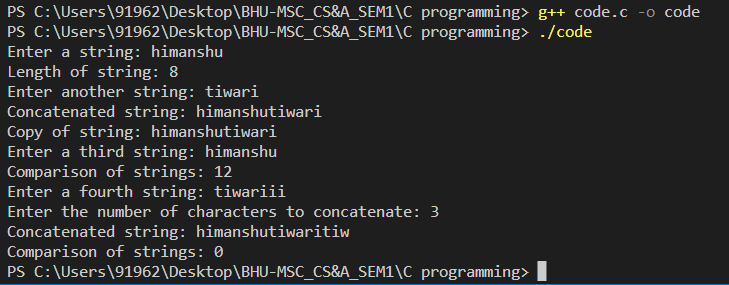 PS C:\Users\91962\Desktop\BHU-MSC_CS&A_SEM1\C programming> g++ code.c -o code
PS C:\Users\91962\Desktop\BHU-MSC_CS&A_SEM1\C programming> ./code
Enter a string: himanshu
Length of string: 8
Enter another string: tiwari
Concatenated string: himanshutiwari
Copy of string: himanshutiwari
Enter a third string: himanshu
Comparison of strings: 12
Enter a fourth string: tiwariii
Enter the number of characters to concatenate: 3
Concatenated string: himanshutiwaritiw
Comparison of strings: 0
PS C:\Users\91962\Desktop\BHU-MSC_CS&A_SEM1\C programming>